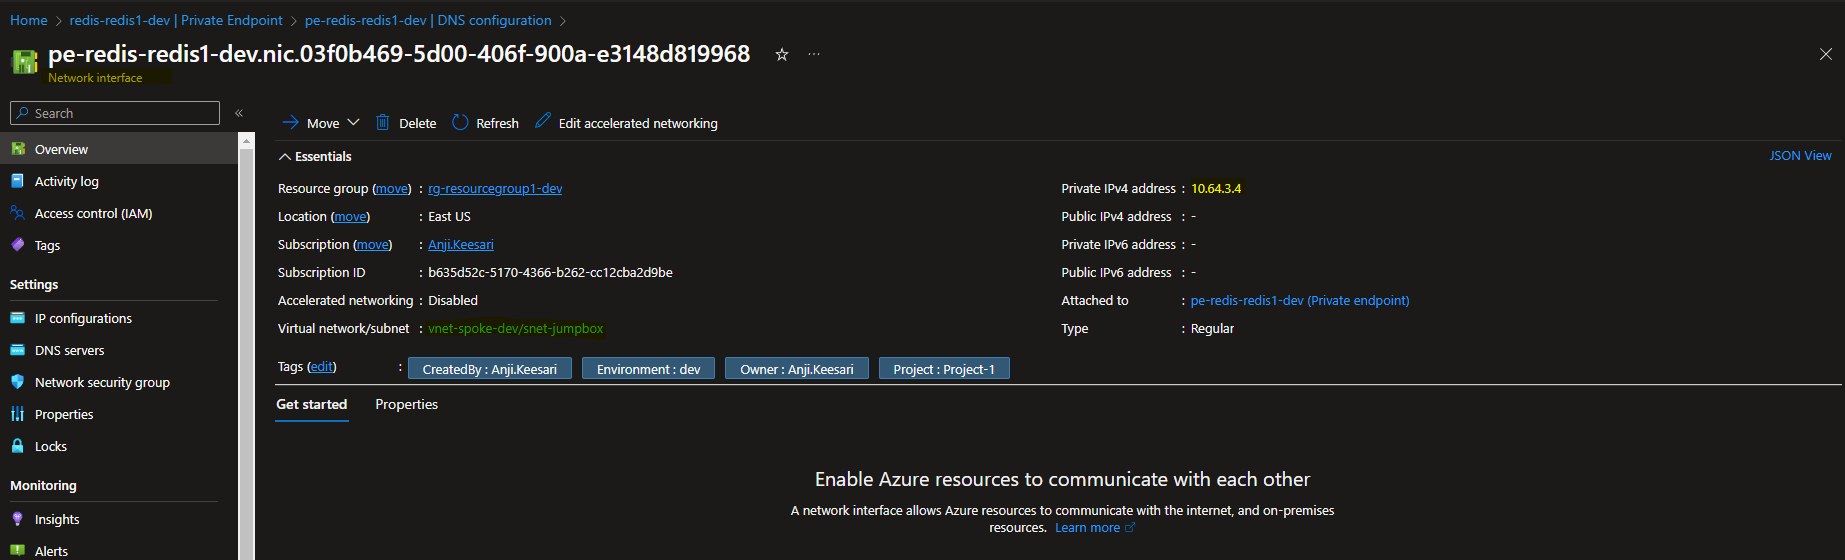 Home > redis-redis1-dev | Private Endpoint > pe-redis-redis1-dev | DNS configuration >
pe-redis-redis1-dev.nic.03f0b469-5d00-406f-900a-e3148d819968
Network interface
Search
Overview
Activity log
Access control (IAM)
Tags
Settings
IP configurations
DNS servers
Network security group
Properties
Locks
Monitoring
Insights
Alerts
Move
Delete
Refresh
Edit accelerated networking
Essentials
JSON View
Resource group (move) : rg-resourcegroup1-dev
Location (move) : East US
Subscription (move) : Anji.Keesari
Subscription ID : b635d52c-5170-4366-b262-cc12cba2d9be
Accelerated networking : Disabled
Virtual network/subnet : vnet-spoke-dev/snet-jumpbox
Private IPv4 address : 10.64.3.4
Public IPv4 address : -
Private IPv6 address : -
Public IPv6 address : -
Attached to : pe-redis-redis1-dev (Private endpoint)
Type : Regular
Tags (edit) : CreatedBy : Anji.Keesari Environment : dev Owner : Anji.Keesari Project : Project-1
Get started Properties
Enable Azure resources to communicate with each other
A network interface allows Azure resources to communicate with the internet, and on-premises
resources. Learn more